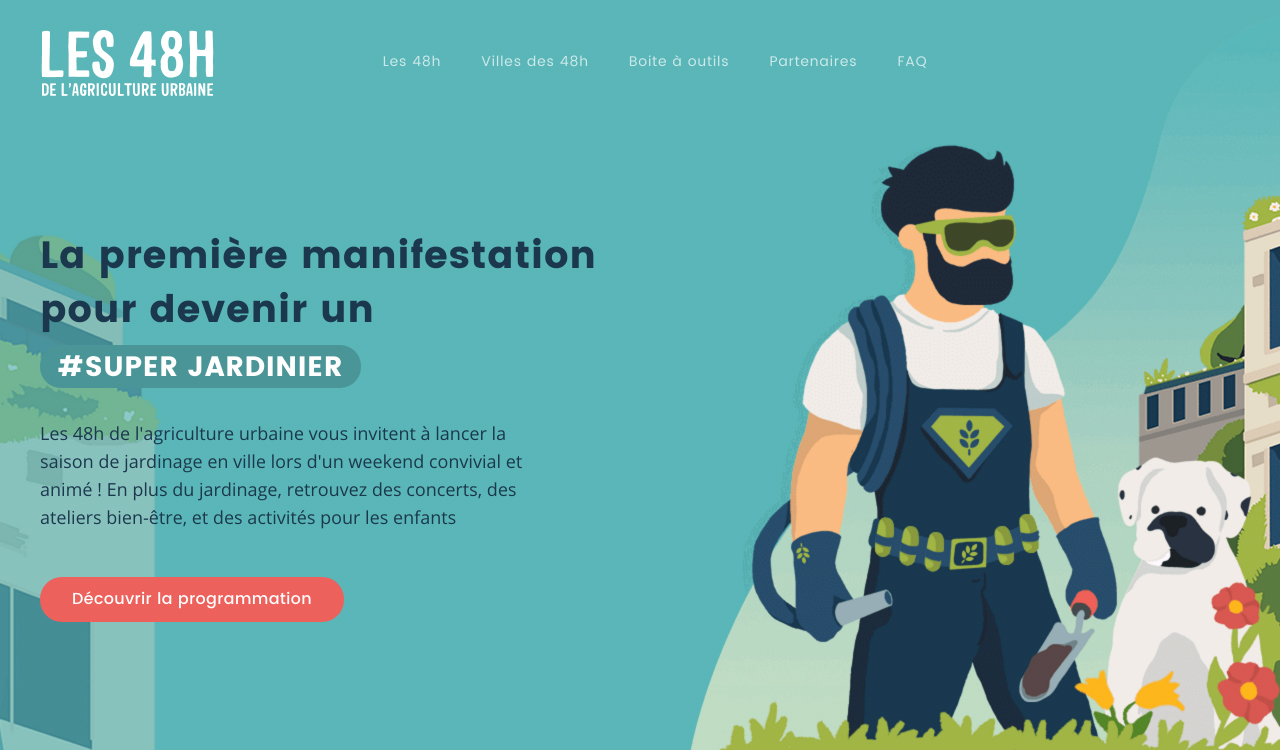 LES 48H
DE L'AGRICULTURE URBAINE
Les 48h
Villes des 48h
Boite à outils
Partenaires
FAQ
La première manifestation
pour devenir un
#SUPER JARDINIER
Les 48h de l'agriculture urbaine vous invitent à lancer la
saison de jardinage en ville lors d'un weekend convivial et
animé ! En plus du jardinage, retrouvez des concerts, des
ateliers bien-être, et des activités pour les enfants
Découvrir la programmation